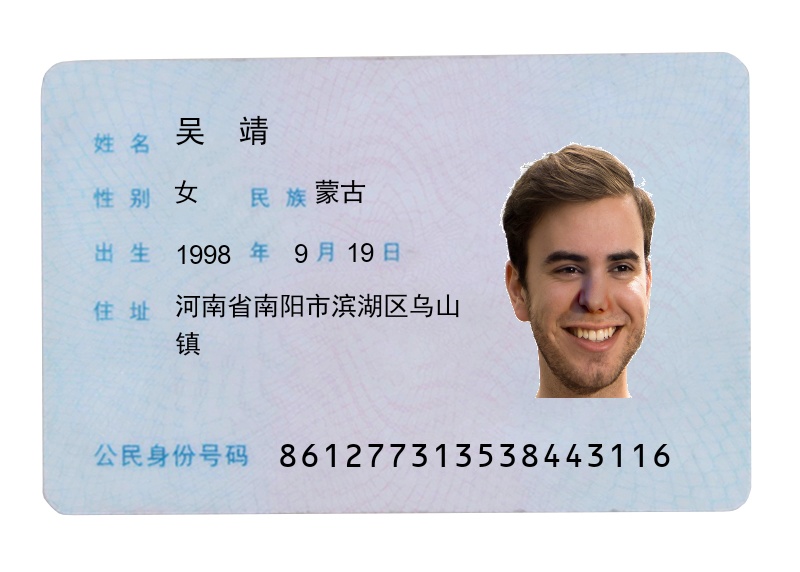 姓名 吴 靖
性别 女 民族 蒙古
出生 1998 年 9 月 19 日
住址 河南省南阳市滨湖区乌山
镇
公民身份号码 861277313538443116